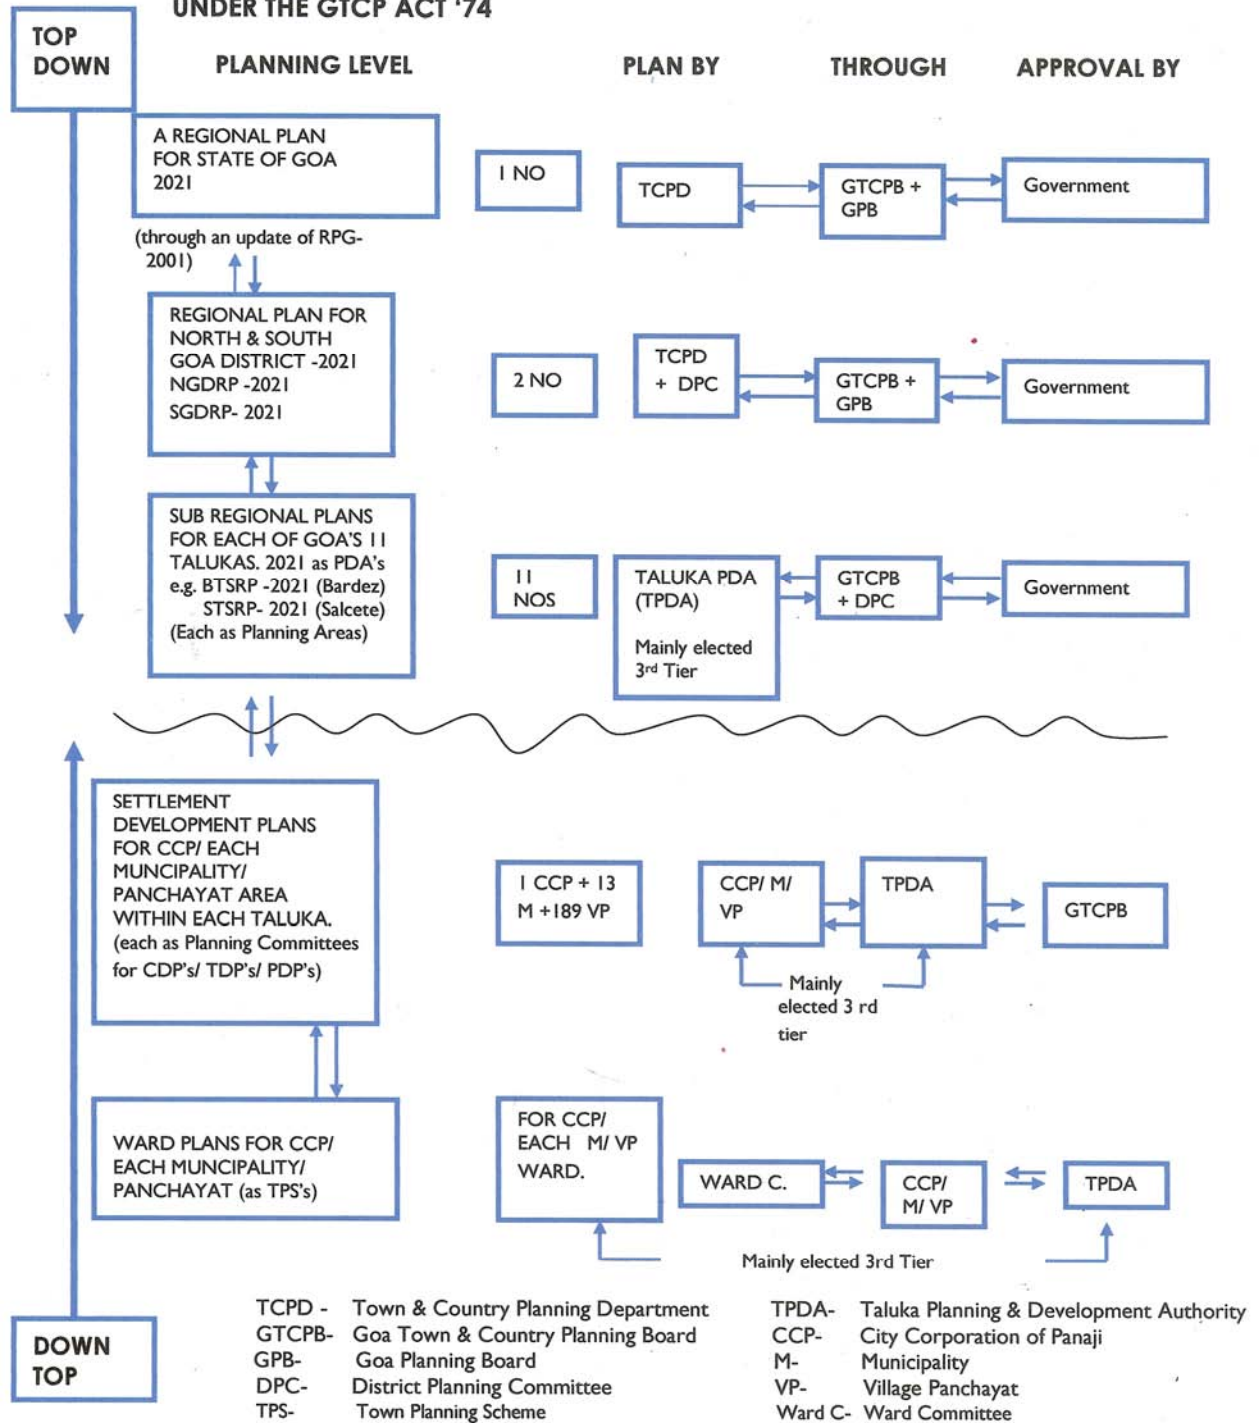 UNDER THE GTCP ACT '74
TOP
DOWN
PLANNING LEVEL
PLAN BY
THROUGH
APPROVAL BY
A REGIONAL PLAN
FOR STATE OF GOA
2021
1 NO
TCPD
GTCPB +
GPB
Government
(through an update of RPG-
2001)
REGIONAL PLAN FOR
NORTH & SOUTH
GOA DISTRICT -2021
NGDRP -2021
SGDRP- 2021
2 NO
TCPD
+ DPC
GTCPB +
GPB
Government
SUB REGIONAL PLANS
FOR EACH OF GOA'S 11
TALUKAS. 2021 as PDA's
e.g. BTSRP -2021 (Bardez)
STSRP- 2021 (Salcete)
(Each as Planning Areas)
11
NOS
TALUKA PDA
(TPDA)
Mainly elected
3rd Tier
GTCPB
+ DPC
Government
SETTLEMENT
DEVELOPMENT PLANS
FOR CCP/ EACH
MUNCIPALITY/
PANCHAYAT AREA
WITHIN EACH TALUKA.
(each as Planning Committees
for CDP's/ TDP's/ PDP's)
1 CCP + 13
M +189 VP
CCP/ M/
VP
TPDA
GTCPB
Mainly
elected 3 rd
tier
WARD PLANS FOR CCP/
EACH MUNCIPALITY/
PANCHAYAT (as TPS's)
FOR CCP/
EACH M/ VP
WARD.
WARD C.
CCP/
M/ VP
TPDA
Mainly elected 3rd Tier
DOWN
TOP
TCPD - Town & Country Planning Department
GTCPB- Goa Town & Country Planning Board
GPB- Goa Planning Board
DPC- District Planning Committee
TPS- Town Planning Scheme
TPDA- Taluka Planning & Development Authority
CCP- City Corporation of Panaji
M- Municipality
VP- Village Panchayat
Ward C- Ward Committee